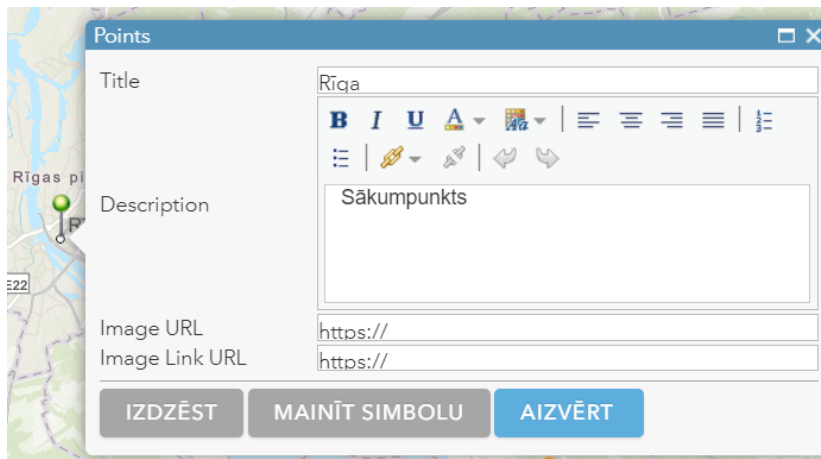 Points
Title
Rīga
B I U A Aa
Rīgas pi
Description
Sākumpunkts
E22
Image URL
https://
Image Link URL
https://
IZDZĒST MAINĪT SIMBOLU AIZVĒRT